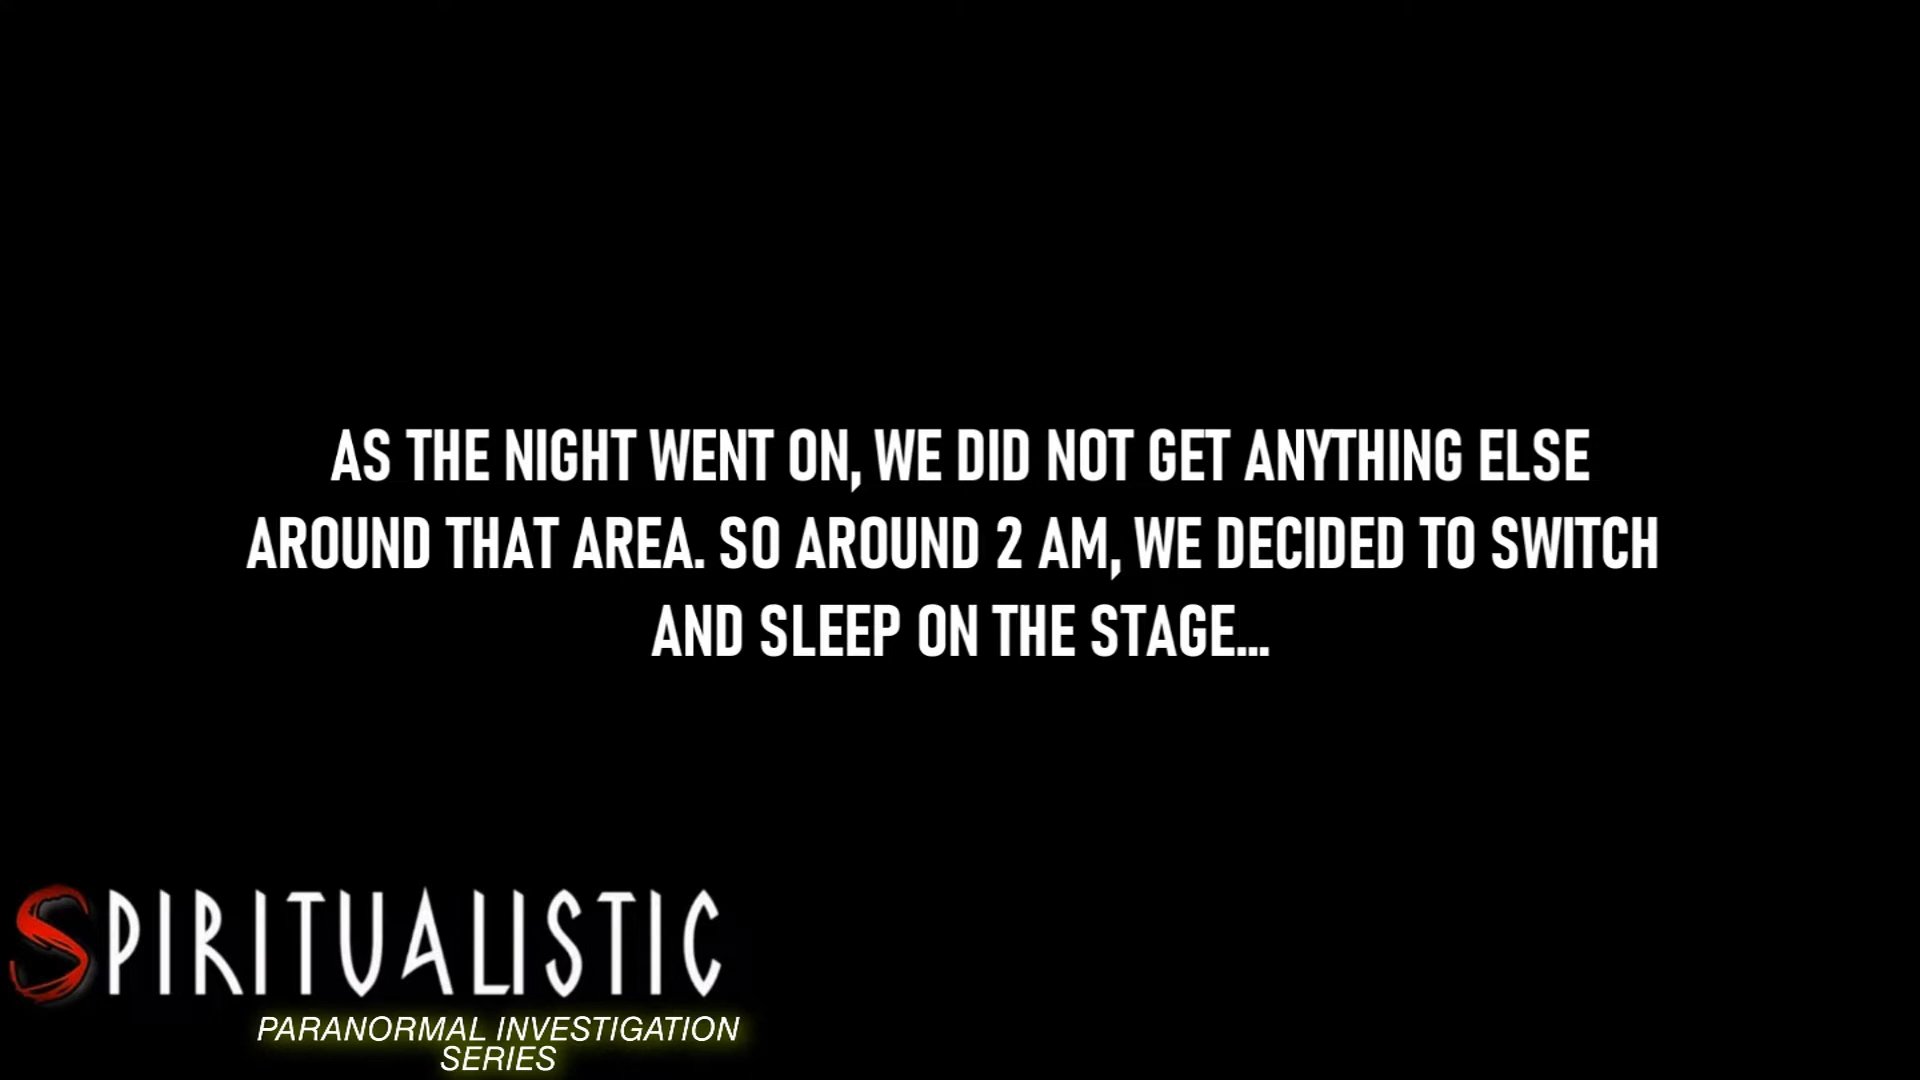 AS THE NIGHT WENT ON, WE DID NOT GET ANYTHING ELSE
AROUND THAT AREA. SO AROUND 2 AM, WE DECIDED TO SWITCH
AND SLEEP ON THE STAGE...
SPIRITUALISTIC
PARANORMAL INVESTIGATION
SERIES